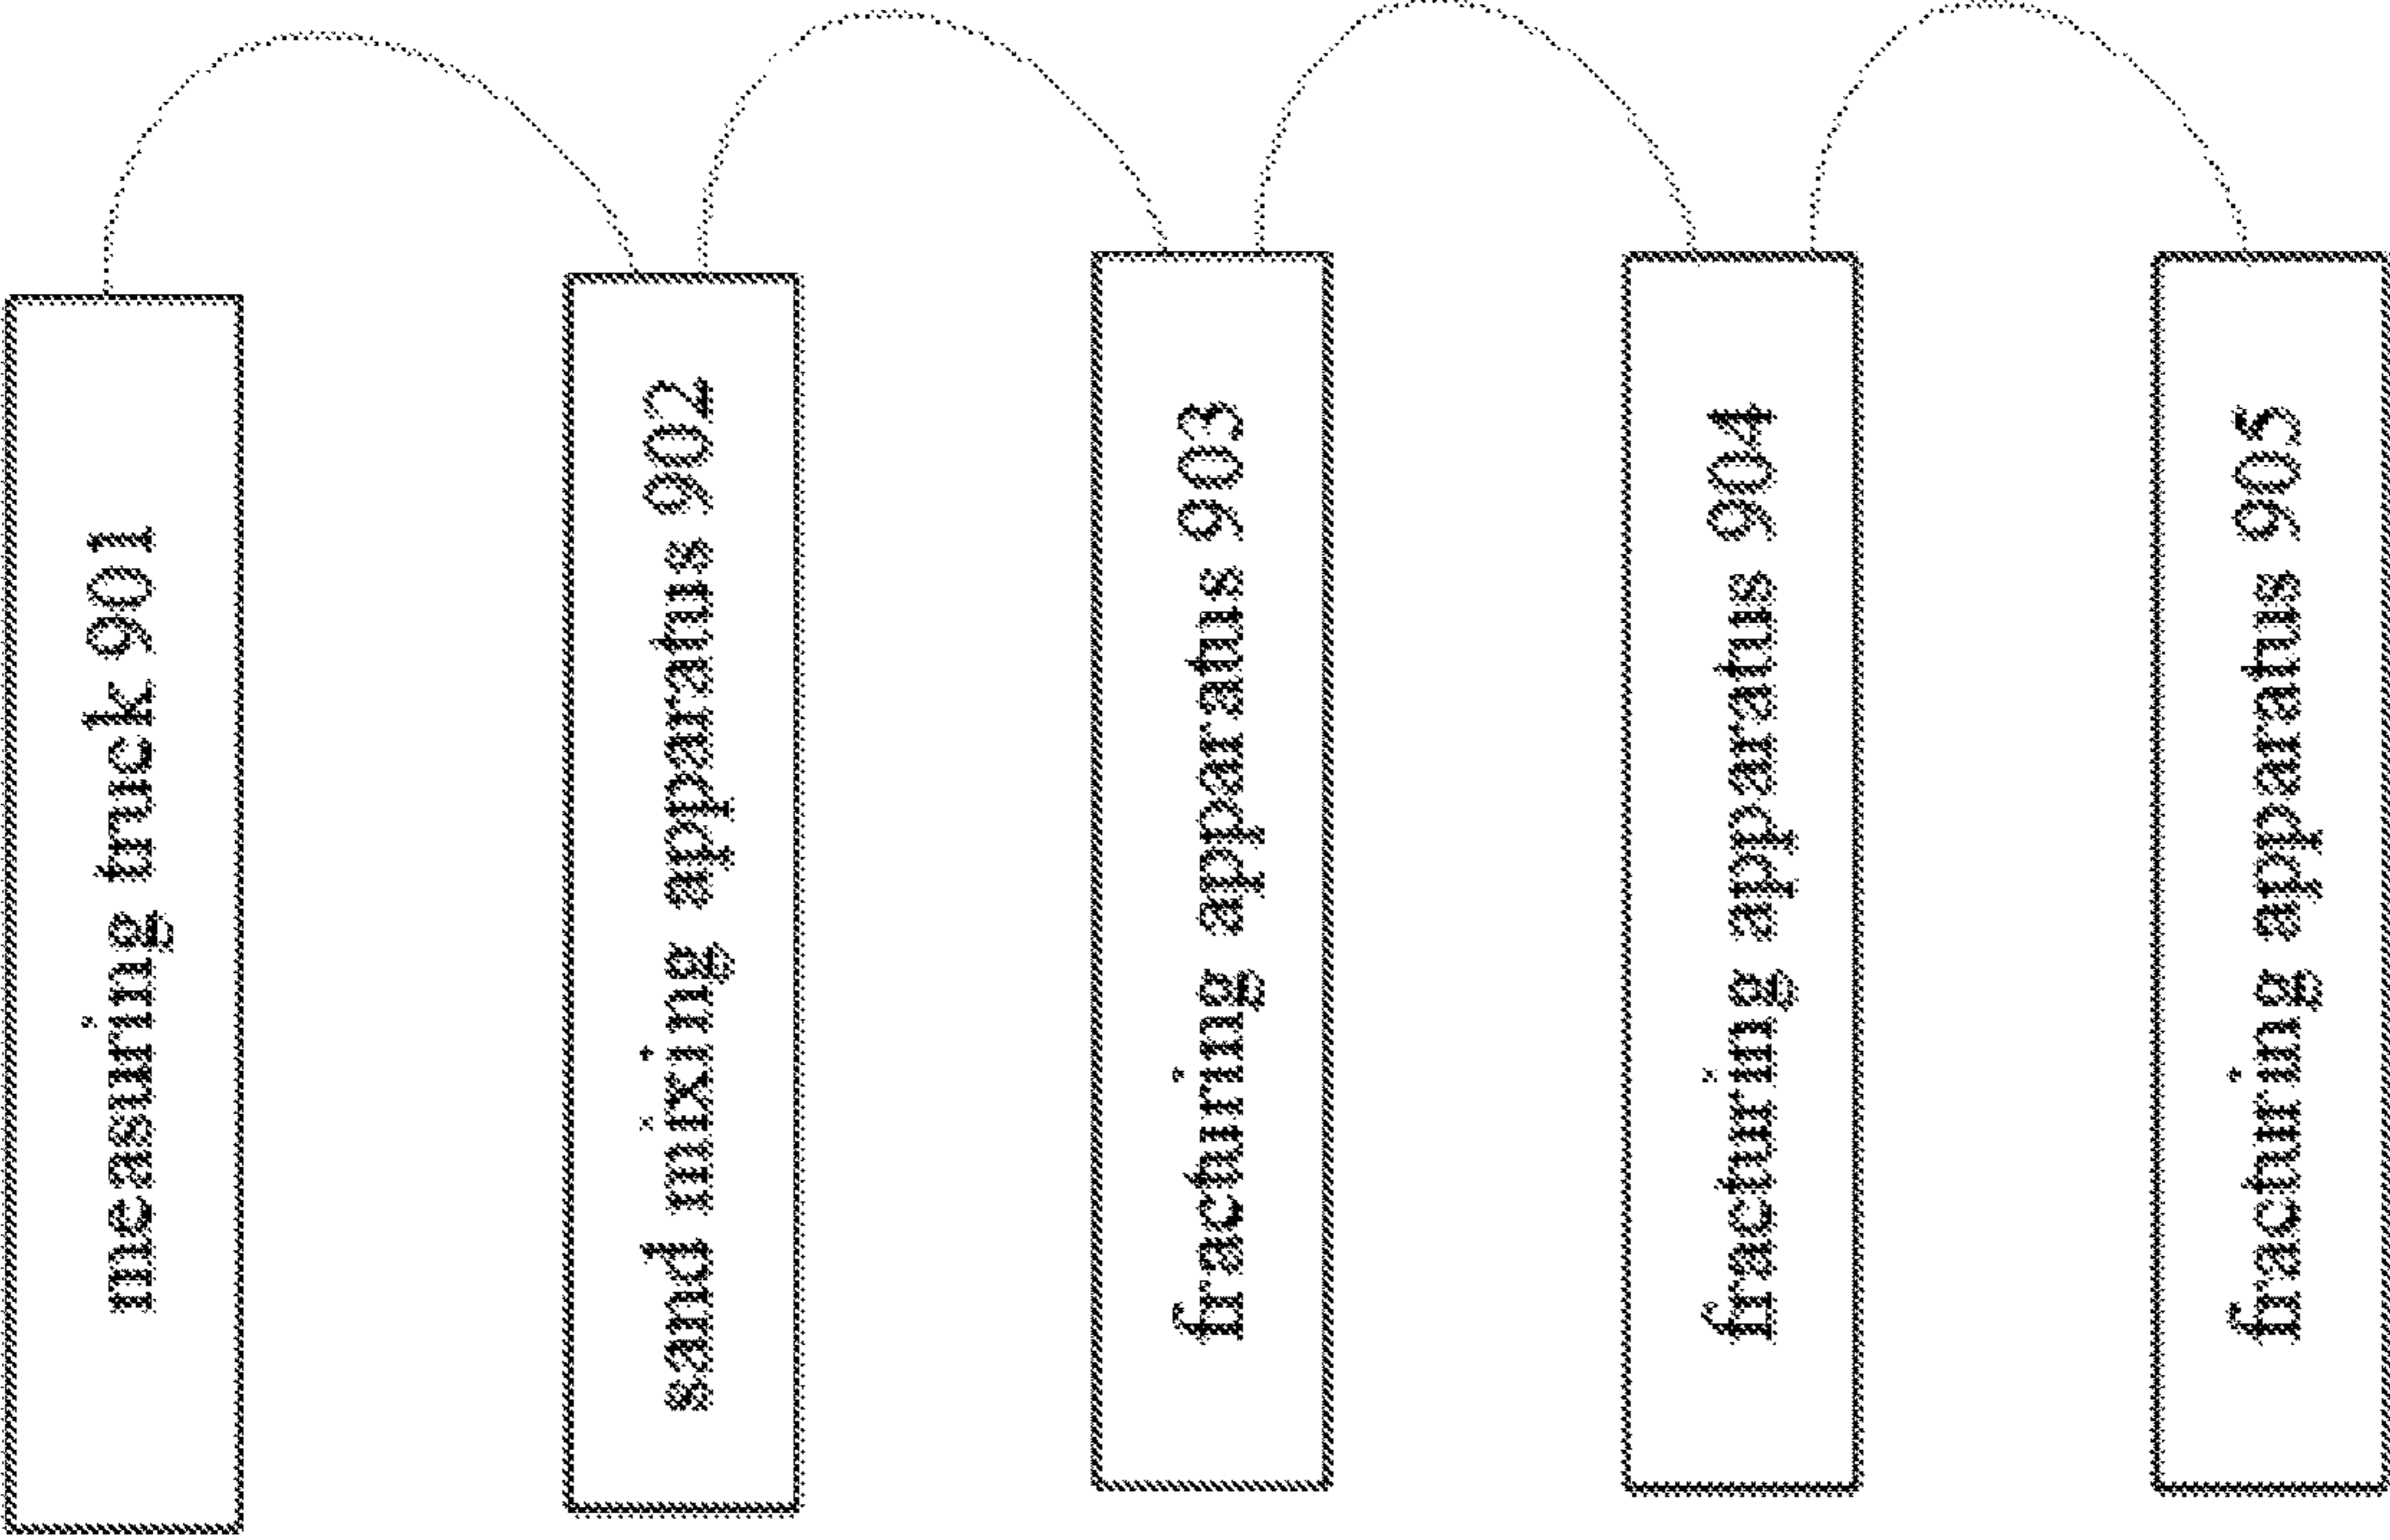 measuring truck 901
sand mixing apparatus 902
fracturing apparatus 903
fracturing apparatus 904
fracturing apparatus 905